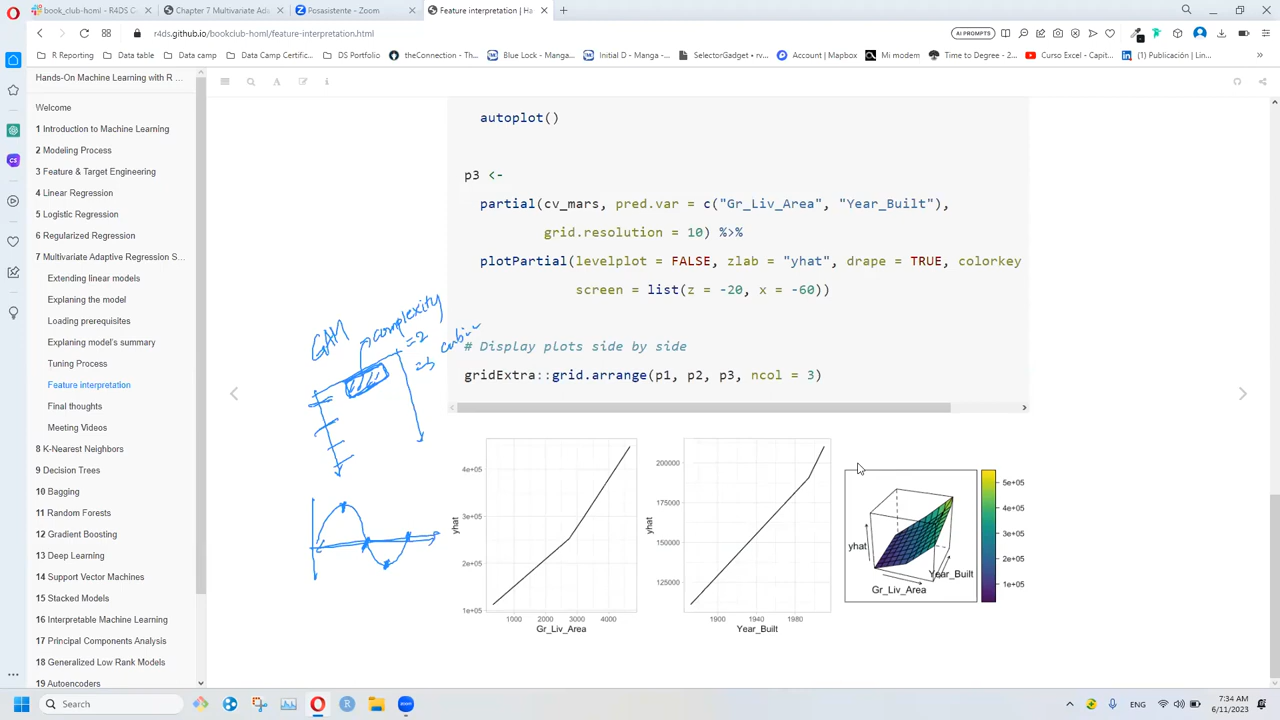 book_club-homl - R4DS C
Chapter 7 Multivariate Ada
Posasistente - Zoom
Feature interpretation | Ha
r4ds.github.io/bookclub-homl/feature-interpretation.html
AI PROMPTS
R Reporting
Data table
Data camp
Data Camp Certific...
DS Portfolio
theConnection - Th...
Blue Lock - Manga...
Initial D - Manga -...
SelectorGadget ( rv...
Account | Mapbox
Mi modem
Time to Degree - 2...
Curso Excel - Capit...
(1) Publicación | Lin...
Hands-On Machine Learning with R
Welcome
1 Introduction to Machine Learning
2 Modeling Process
3 Feature & Target Engineering
4 Linear Regression
5 Logistic Regression
6 Regularized Regression
7 Multivariate Adaptive Regression S...
Extending linear models
Explaning the model
Loading prerequisites
Explaining model's summary
Tuning Process
Feature interpretation
Final thoughts
Meeting Videos
8 K-Nearest Neighbors
9 Decision Trees
10 Bagging
11 Random Forests
12 Gradient Boosting
13 Deep Learning
14 Support Vector Machines
15 Stacked Models
16 Interpretable Machine Learning
17 Principal Components Analysis
18 Generalized Low Rank Models
19 Autoencoders
autoplot()
p3 <-
partial(cv_mars, pred.var = c("Gr_Liv_Area", "Year_Built"),
grid.resolution = 10) %>%
plotPartial(levelplot = FALSE, zlab = "yhat", drape = TRUE, colorkey
screen = list(z = -20, x = -60))
# Display plots side by side
gridExtra::grid.arrange(p1, p2, p3, ncol = 3)
GAM
complexity
=2
yhat
4e+05
3e+05
2e+05
1e+05
1000 2000 3000 4000
Gr_Liv_Area
yhat
200000
175000
150000
125000
1900 1940 1980
Year_Built
yhat
Gr_Liv_Area
Year_Built
5e+05
4e+05
3e+05
2e+05
1e+05
Search
ENG
7:34 AM
6/11/2023